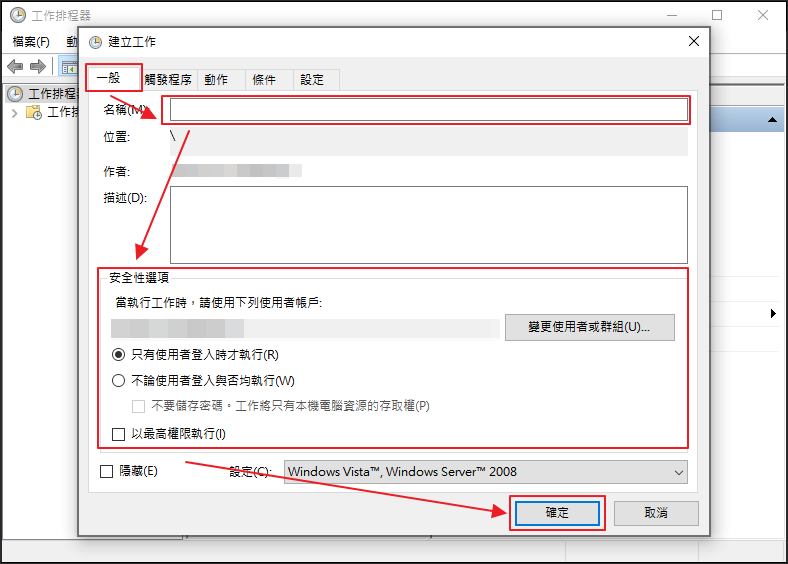 工作排程器
檔案(F) 動
建立工作
一般 觸發程序 動作 條件 設定
工作排程器
工作排
名稱(M)
位置: \
作者:
描述(D):
安全性選項
當執行工作時，請使用下列使用者帳戶:
變更使用者或群組(U)...
只有使用者登入時才執行(R)
不論使用者登入與否均執行(W)
不要儲存密碼。工作將只有本機電腦資源的存取權(P)
以最高權限執行(I)
隱藏(E) 設定(C): Windows Vista™, Windows Server™ 2008
確定 取消